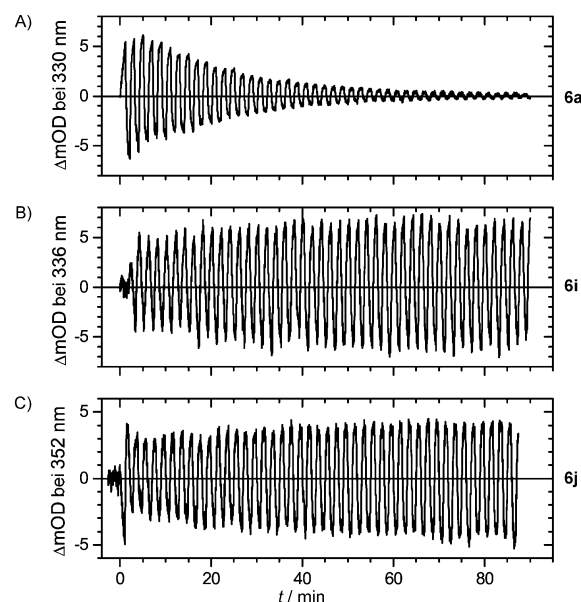 A)
ΔmOD bei 330 nm
5
0
-5
6a
B)
ΔmOD bei 336 nm
5
0
-5
6i
C)
ΔmOD bei 352 nm
5
0
-5
6j
0 20 40 60 80
t / min